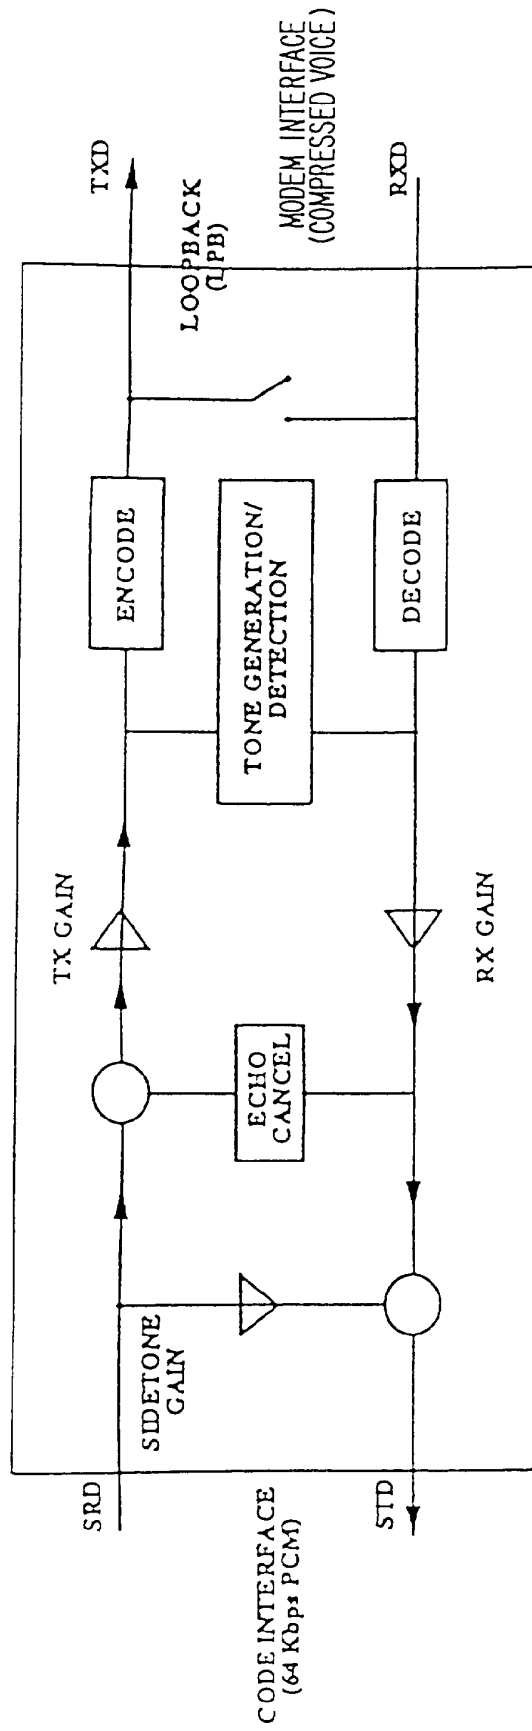 CODE INTERFACE
(64 Kbps PCM)
SRD
STD
SIDETONE
GAIN
ECHO
CANCEL
TX GAIN
RX GAIN
TONE GENERATION/
DETECTION
ENCODE
DECODE
LOOPBACK
(LPB)
TXD
RXD
MODEM INTERFACE
(COMPRESSED VOICE)